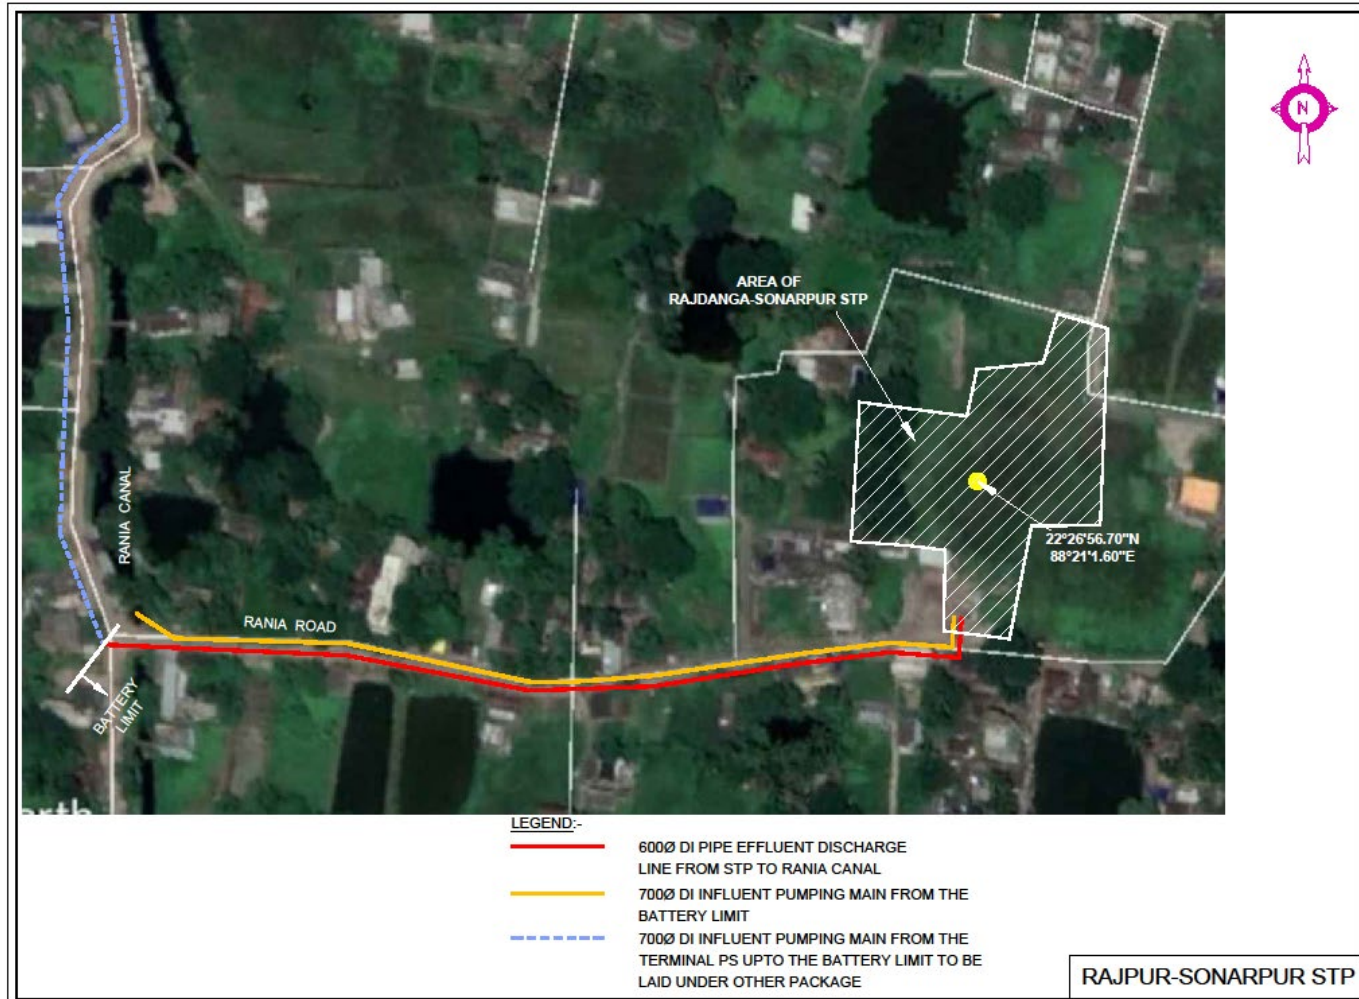 N
AREA OF
RAJDANGA-SONARPUR STP
22°26'56.70"N
88°21'1.60"E
RANIA CANAL
RANIA ROAD
BATTERY
LIMIT
arth
LEGEND:-
600Ø DI PIPE EFFLUENT DISCHARGE
LINE FROM STP TO RANIA CANAL
700Ø DI INFLUENT PUMPING MAIN FROM THE
BATTERY LIMIT
700Ø DI INFLUENT PUMPING MAIN FROM THE
TERMINAL PS UPTO THE BATTERY LIMIT TO BE
LAID UNDER OTHER PACKAGE
RAJPUR-SONARPUR STP